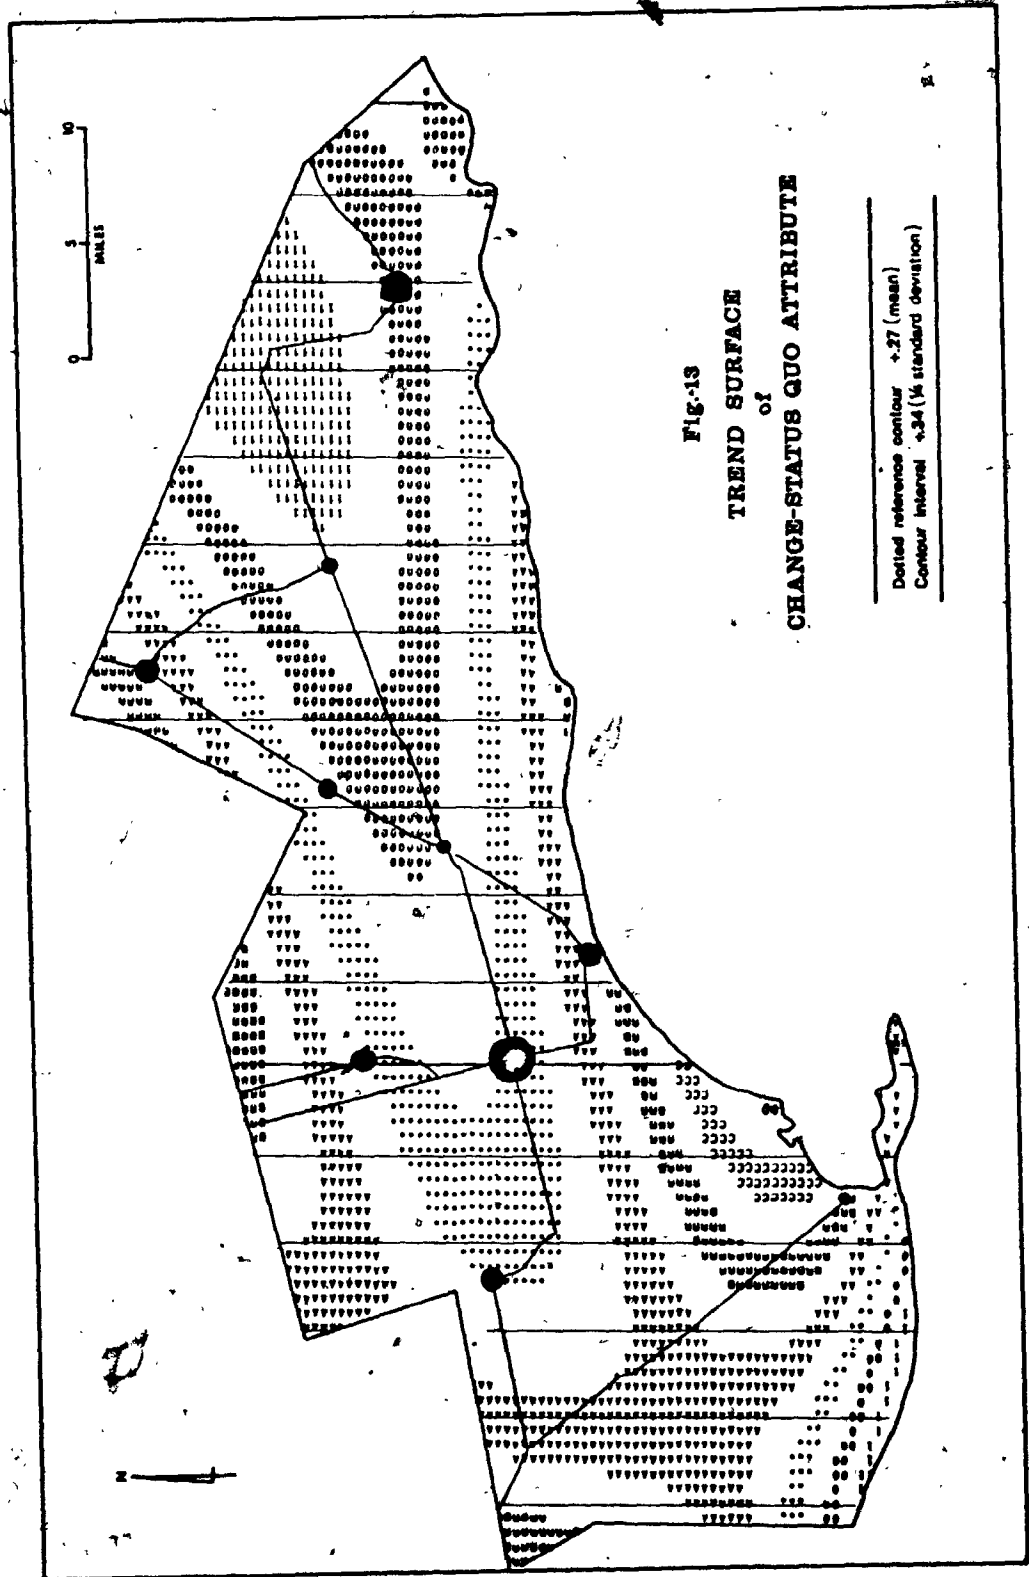 10
5
0
MILES
Fig.-13
TREND SURFACE
of
CHANGE-STATUS QUO ATTRIBUTE
Dotted reference contour +.27 (mean)
Contour interval +.34 (¼ standard deviation)
N